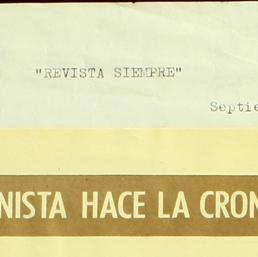 "REVISTA SIEMPRE"
Septie
NISTA HACE LA CRON